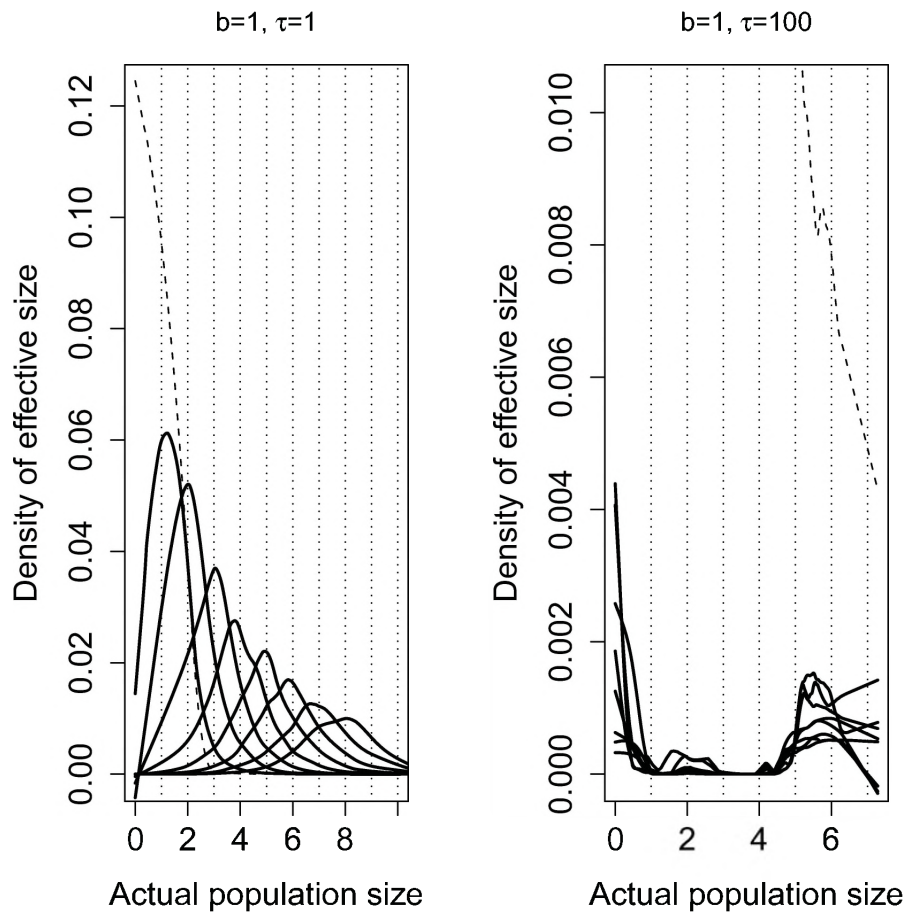 b=1, τ=1
Density of effective size
0.12
0.10
0.08
0.06
0.04
0.02
0.00
0 2 4 6 8
Actual population size
b=1, τ=100
Density of effective size
0.010
0.008
0.006
0.004
0.002
0.000
0 2 4 6
Actual population size